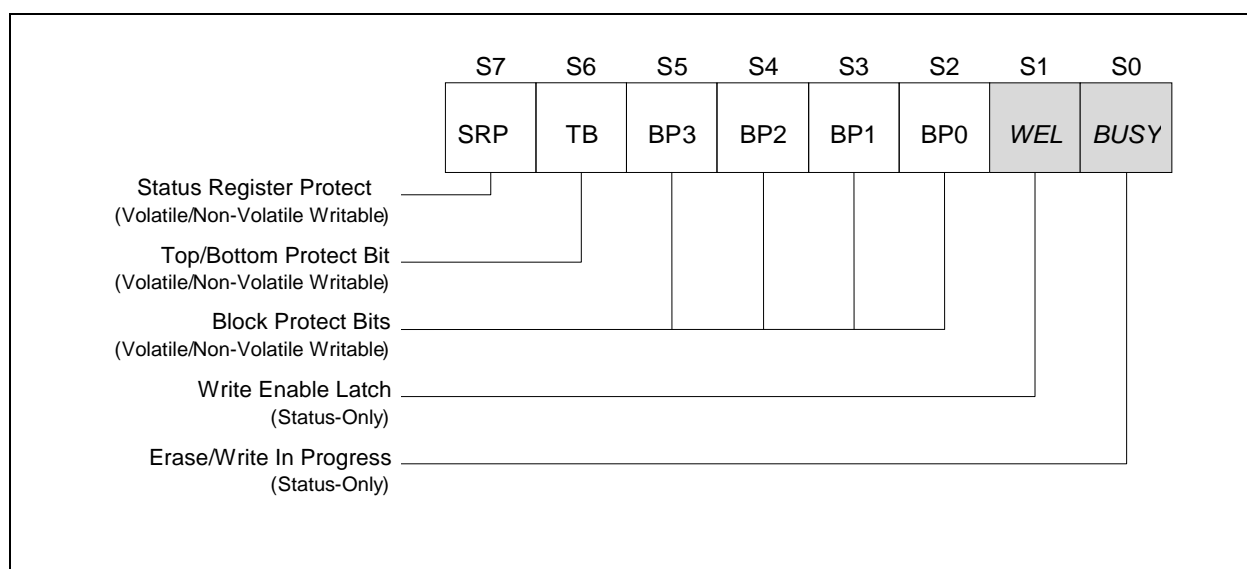 S7 S6 S5 S4 S3 S2 S1 S0
SRP TB BP3 BP2 BP1 BP0 WEL BUSY
Status Register Protect
(Volatile/Non-Volatile Writable)
Top/Bottom Protect Bit
(Volatile/Non-Volatile Writable)
Block Protect Bits
(Volatile/Non-Volatile Writable)
Write Enable Latch
(Status-Only)
Erase/Write In Progress
(Status-Only)